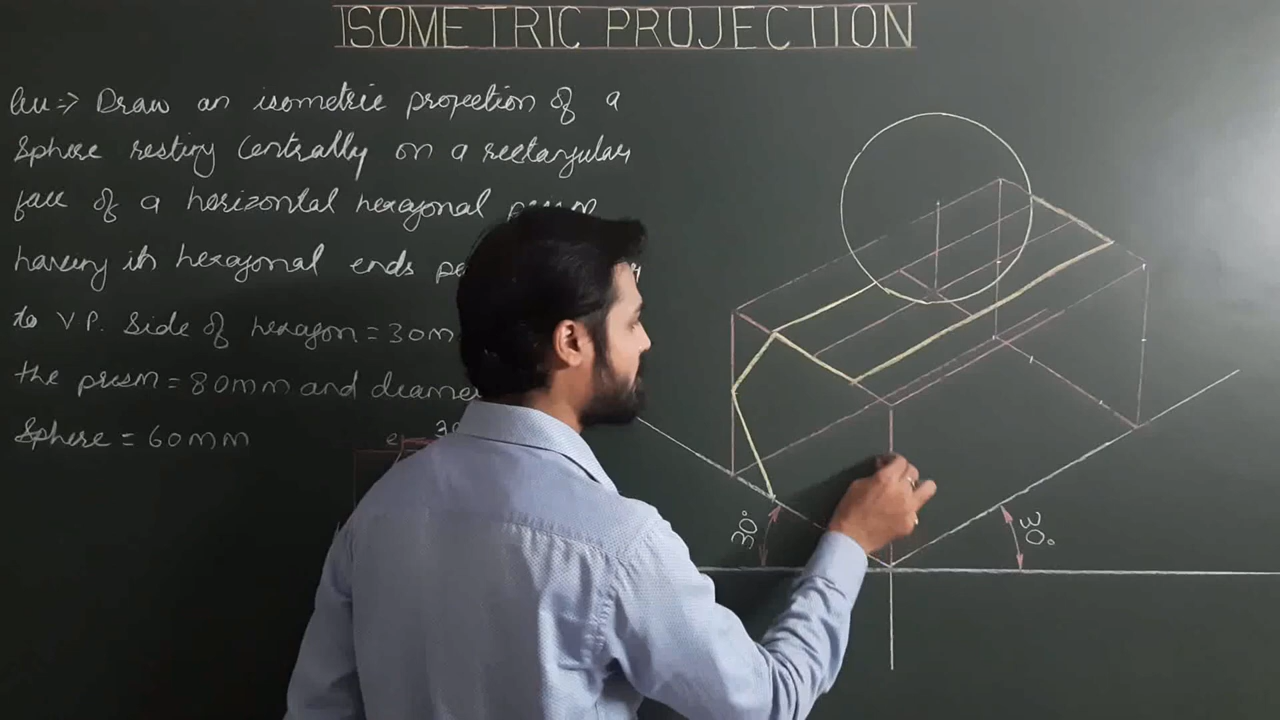 ISOMETRIC PROJECTION
Draw an isometric projection of a
Sphere resting Centrally on a rectangular
face of a horizontal hexagonal
having its hexagonal ends
to V P. Side of hexagon = 30m
the prism = 80mm and diame
Sphere = 60mm
e
30°
30°